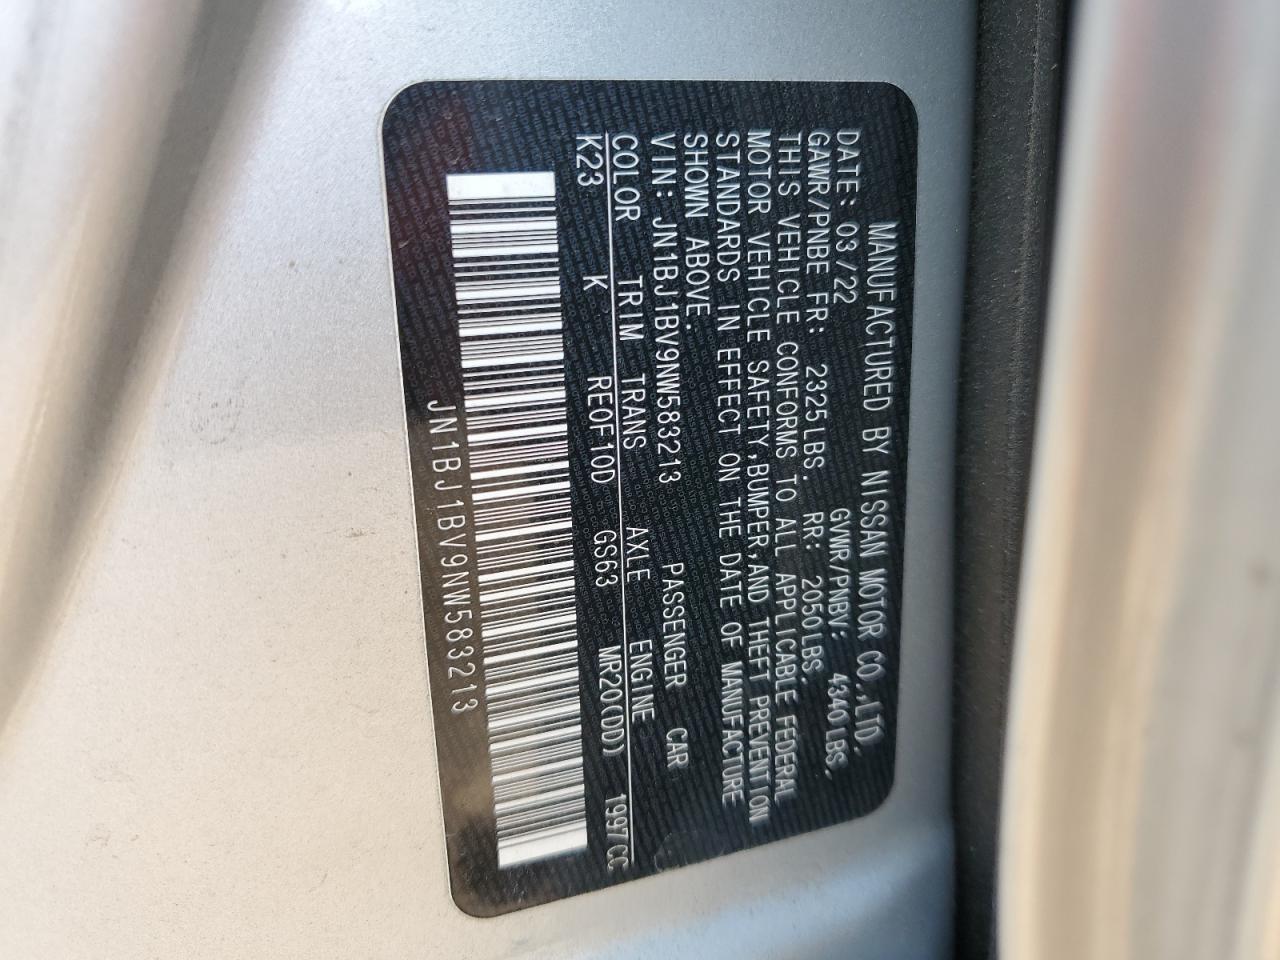 MANUFACTURED BY NISSAN MOTOR CO.,LTD.
DATE: 03/22 GVWR/PNBV: 4340LBS.
GAWR/PNBE FR: 2325LBS. RR: 2050LBS.
THIS VEHICLE CONFORMS TO ALL APPLICABLE FEDERAL
MOTOR VEHICLE SAFETY,BUMPER,AND THEFT PREVENTION
STANDARDS IN EFFECT ON THE DATE OF MANUFACTURE
SHOWN ABOVE.
VIN: JN1BJ1BV9NW583213 PASSENGER CAR
COLOR TRIM TRANS AXLE ENGINE
K23 K RE0F10D GS63 MR20(DD) 1997CC
JN1BJ1BV9NW583213